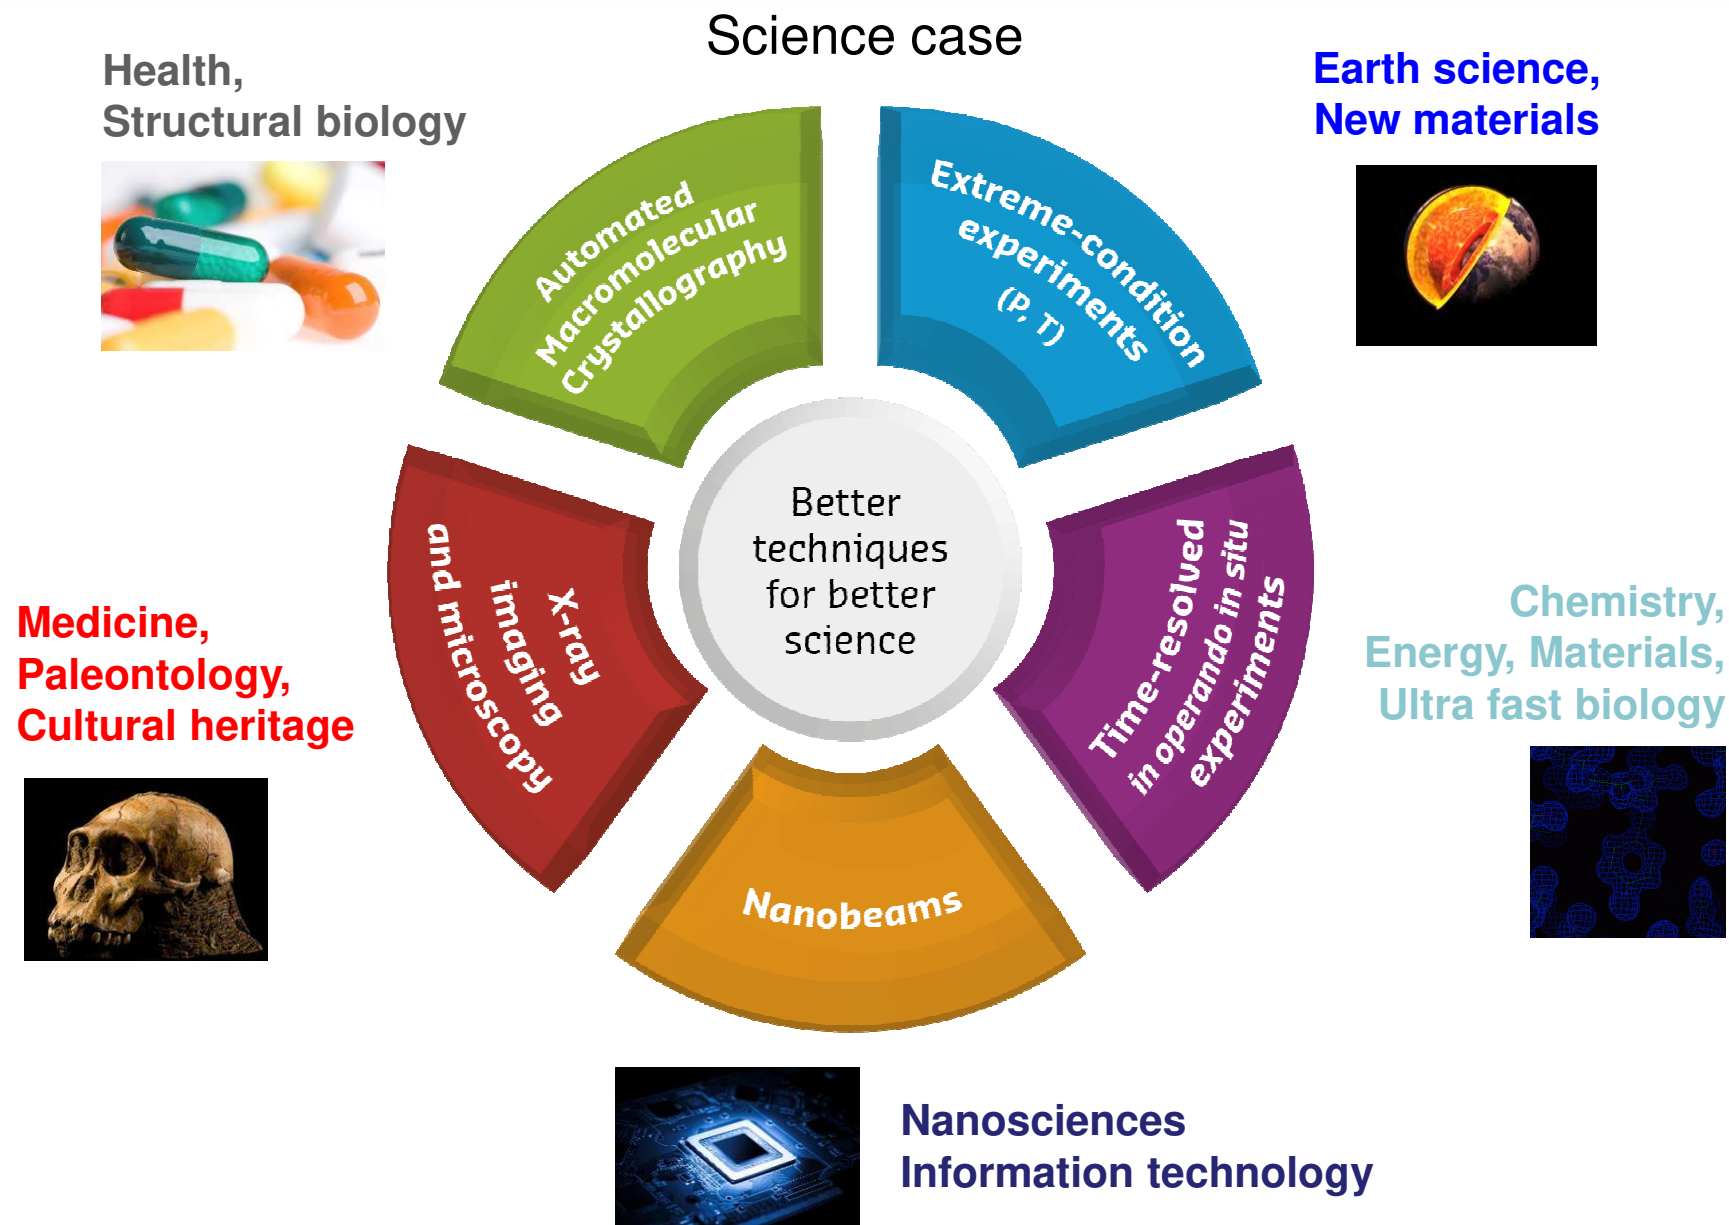 Science case
Health,
Structural biology
Earth science,
New materials
Automated
Macromolecular
Crystallography
Extreme-condition
experiments
(P, T)
Better
techniques
for better
science
X-ray
imaging
and microscopy
Time-resolved
in operando in situ
experiments
Medicine,
Paleontology,
Cultural heritage
Chemistry,
Energy, Materials,
Ultra fast biology
Nanobeams
Nanosciences
Information technology